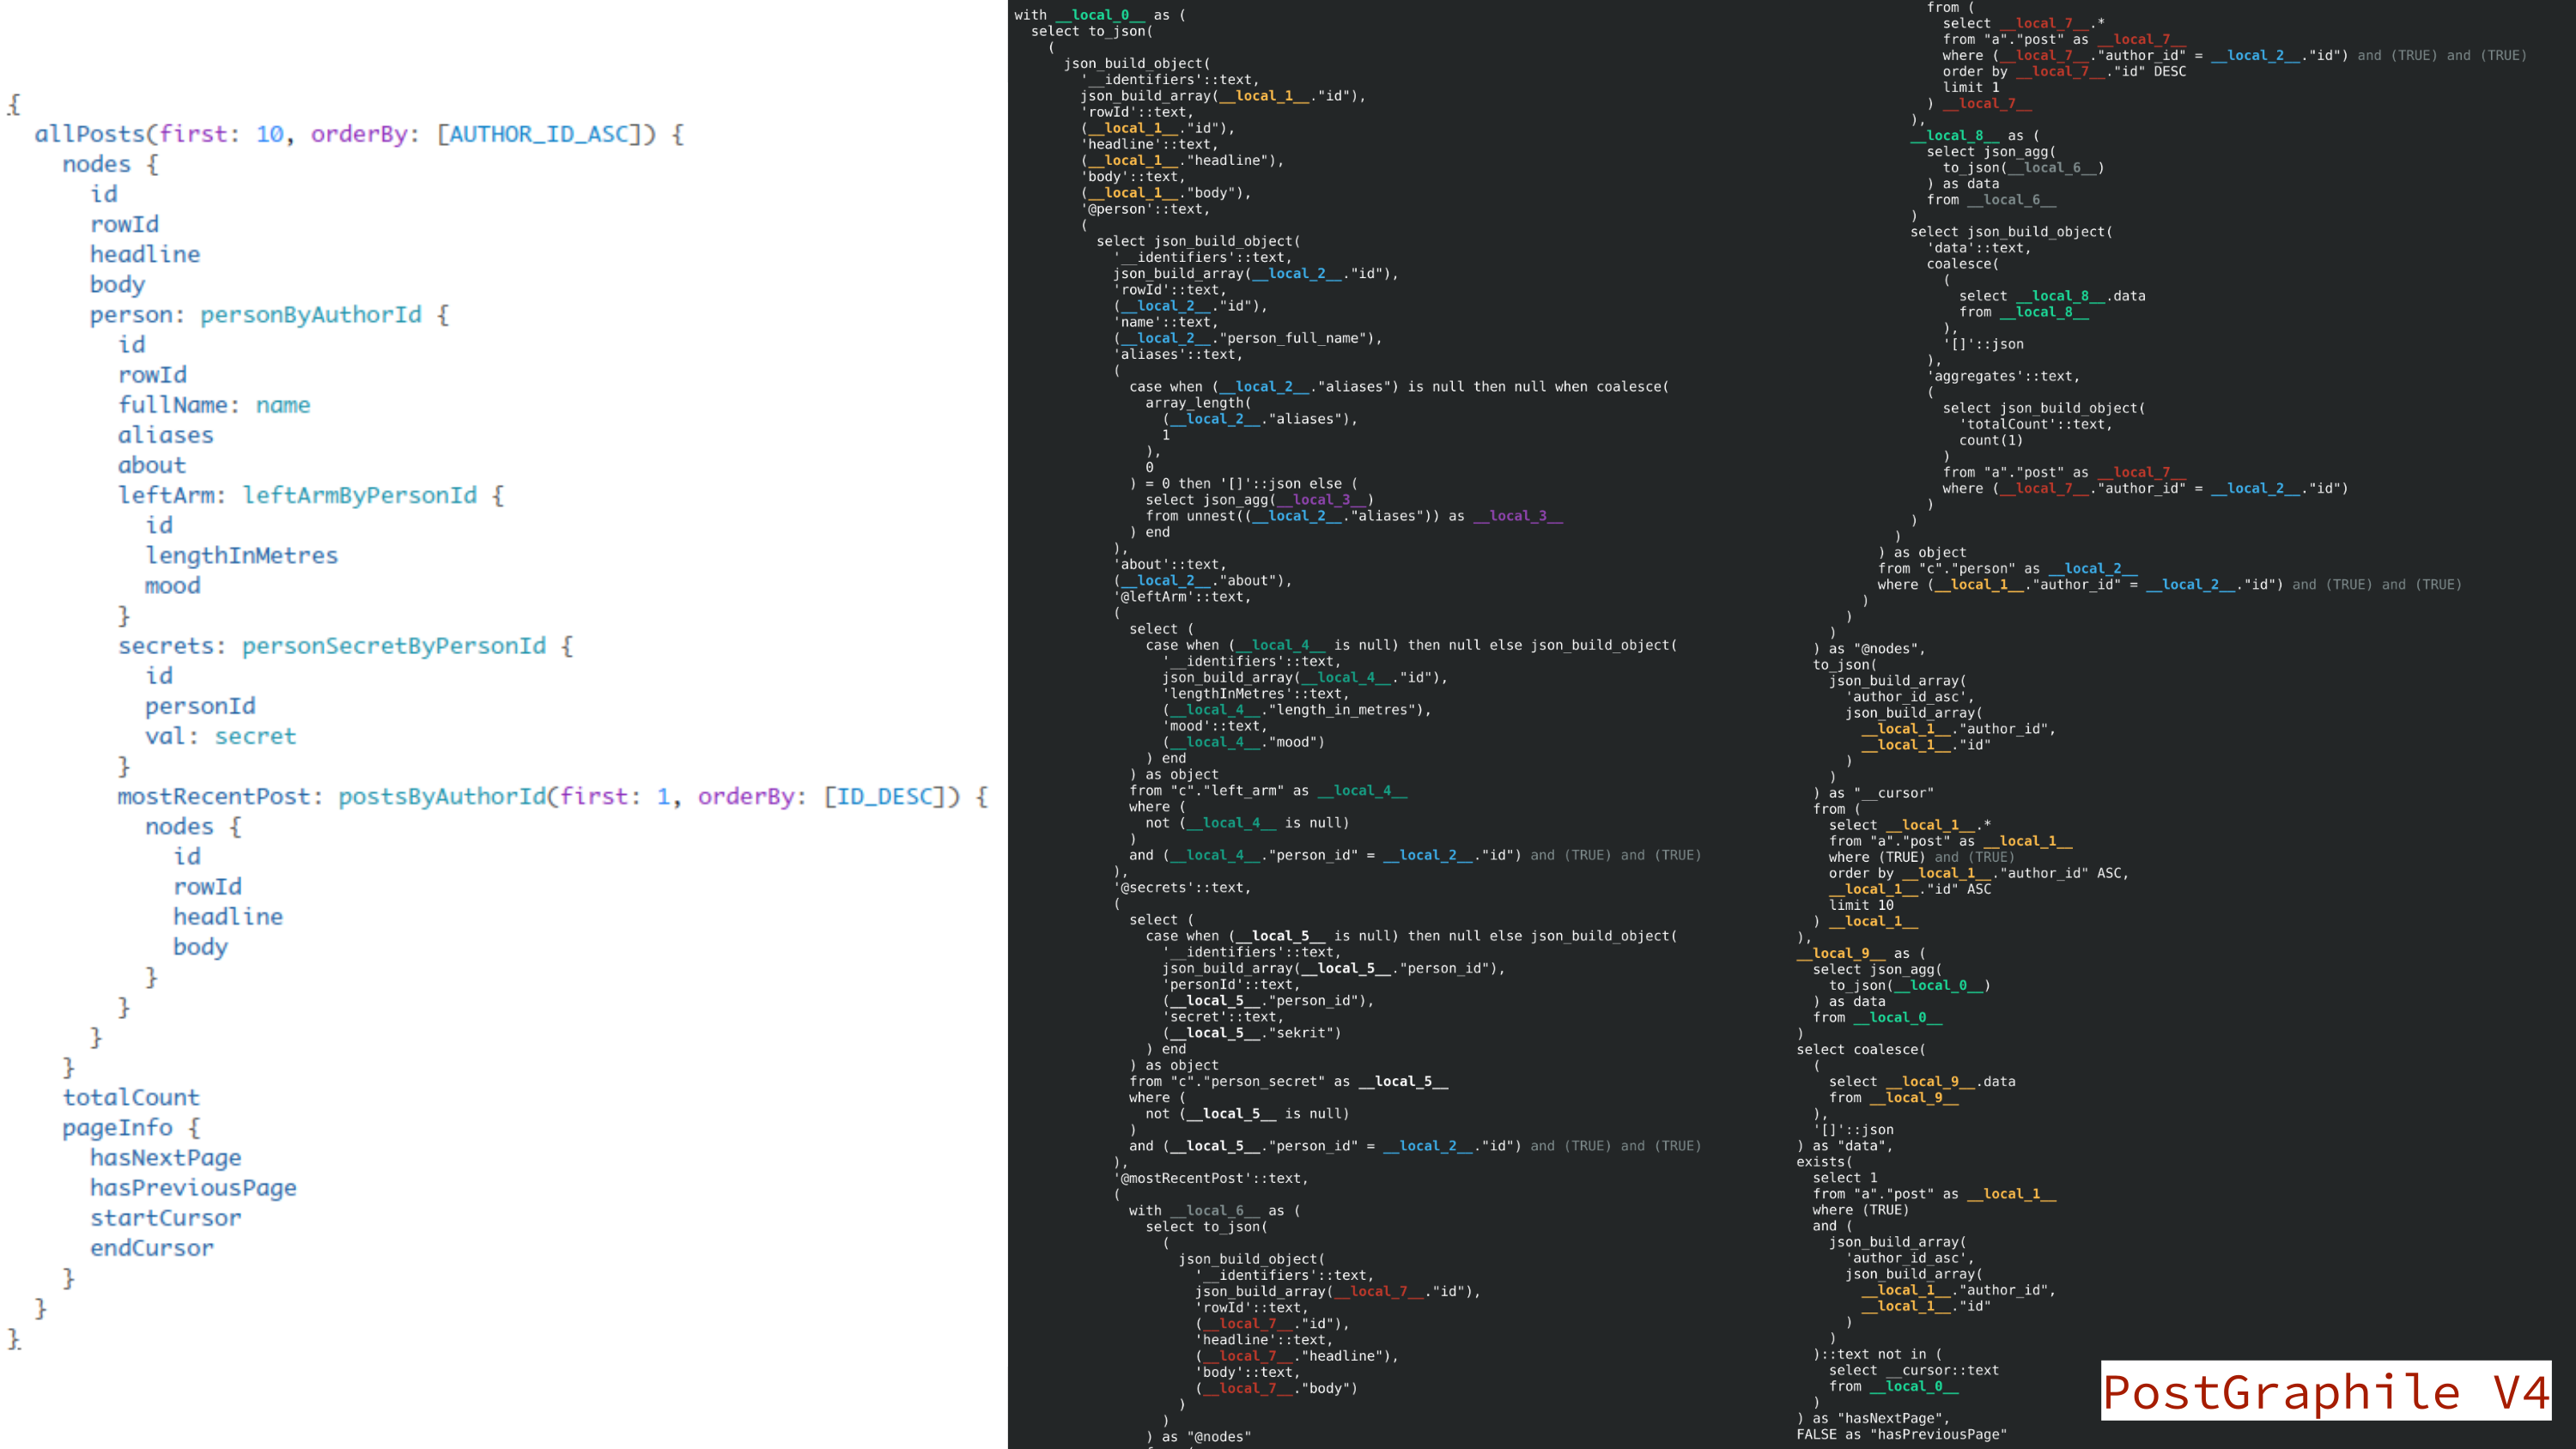 {
  allPosts(first: 10, orderBy: [AUTHOR_ID_ASC]) {
    nodes {
      id
      rowId
      headline
      body
      person: personByAuthorId {
        id
        rowId
        fullName: name
        aliases
        about
        leftArm: leftArmByPersonId {
          id
          lengthInMetres
          mood
        }
        secrets: personSecretByPersonId {
          id
          personId
          val: secret
        }
        mostRecentPost: postsByAuthorId(first: 1, orderBy: [ID_DESC]) {
          nodes {
            id
            rowId
            headline
            body
          }
        }
      }
    }
    totalCount
    pageInfo {
      hasNextPage
      hasPreviousPage
      startCursor
      endCursor
    }
  }
}
with __local_0__ as (
  select to_json(
    (
      json_build_object(
        '__identifiers'::text,
        json_build_array(__local_1__."id"),
        'rowId'::text,
        (__local_1__."id"),
        'headline'::text,
        (__local_1__."headline"),
        'body'::text,
        (__local_1__."body"),
        '@person'::text,
        (
          select json_build_object(
            '__identifiers'::text,
            json_build_array(__local_2__."id"),
            'rowId'::text,
            (__local_2__."id"),
            'name'::text,
            (__local_2__."person_full_name"),
            'aliases'::text,
            (
              case when (__local_2__."aliases") is null then null when coalesce(
                array_length(
                  (__local_2__."aliases"),
                  1
                ),
                0
              ) = 0 then '[]'::json else (
                select json_agg(__local_3__)
                from unnest((__local_2__."aliases")) as __local_3__
              ) end
            ),
            'about'::text,
            (__local_2__."about"),
            '@leftArm'::text,
            (
              select (
                case when (__local_4__ is null) then null else json_build_object(
                  '__identifiers'::text,
                  json_build_array(__local_4__."id"),
                  'lengthInMetres'::text,
                  (__local_4__."length_in_metres"),
                  'mood'::text,
                  (__local_4__."mood")
                ) end
              ) as object
              from "c"."left_arm" as __local_4__
              where (
                not (__local_4__ is null)
              )
              and (__local_4__."person_id" = __local_2__."id") and (TRUE) and (TRUE)
            ),
            '@secrets'::text,
            (
              select (
                case when (__local_5__ is null) then null else json_build_object(
                  '__identifiers'::text,
                  json_build_array(__local_5__."person_id"),
                  'personId'::text,
                  (__local_5__."person_id"),
                  'secret'::text,
                  (__local_5__."sekrit")
                ) end
              ) as object
              from "c"."person_secret" as __local_5__
              where (
                not (__local_5__ is null)
              )
              and (__local_5__."person_id" = __local_2__."id") and (TRUE) and (TRUE)
            ),
            '@mostRecentPost'::text,
            (
              with __local_6__ as (
                select to_json(
                  (
                    json_build_object(
                      '__identifiers'::text,
                      json_build_array(__local_7__."id"),
                      'rowId'::text,
                      (__local_7__."id"),
                      'headline'::text,
                      (__local_7__."headline"),
                      'body'::text,
                      (__local_7__."body")
                    )
                  )
                ) as "@nodes"
                from (
                  select __local_7__.*
                  from "a"."post" as __local_7__
                  where (__local_7__."author_id" = __local_2__."id") and (TRUE) and (TRUE)
                  order by __local_7__."id" DESC
                  limit 1
                ) __local_7__
              ),
              __local_8__ as (
                select json_agg(
                  to_json(__local_6__)
                ) as data
                from __local_6__
              )
              select json_build_object(
                'data'::text,
                coalesce(
                  (
                    select __local_8__.data
                    from __local_8__
                  ),
                  '[]'::json
                ),
                'aggregates'::text,
                (
                  select json_build_object(
                    'totalCount'::text,
                    count(1)
                  )
                  from "a"."post" as __local_7__
                  where (__local_7__."author_id" = __local_2__."id")
                )
              )
            )
          ) as object
          from "c"."person" as __local_2__
          where (__local_1__."author_id" = __local_2__."id") and (TRUE) and (TRUE)
        )
      )
    )
  ) as "@nodes",
  to_json(
    json_build_array(
      'author_id_asc',
      json_build_array(
        __local_1__."author_id",
        __local_1__."id"
      )
    )
  ) as "__cursor"
  from (
    select __local_1__.*
    from "a"."post" as __local_1__
    where (TRUE) and (TRUE)
    order by __local_1__."author_id" ASC,
    __local_1__."id" ASC
    limit 10
  ) __local_1__
),
__local_9__ as (
  select json_agg(
    to_json(__local_0__)
  ) as data
  from __local_0__
)
select coalesce(
  (
    select __local_9__.data
    from __local_9__
  ),
  '[]'::json
) as "data",
exists(
  select 1
  from "a"."post" as __local_1__
  where (TRUE)
  and (
    json_build_array(
      'author_id_asc',
      json_build_array(
        __local_1__."author_id",
        __local_1__."id"
      )
    )
  )::text not in (
    select __cursor::text
    from __local_0__
  )
) as "hasNextPage",
FALSE as "hasPreviousPage"
PostGraphile V4